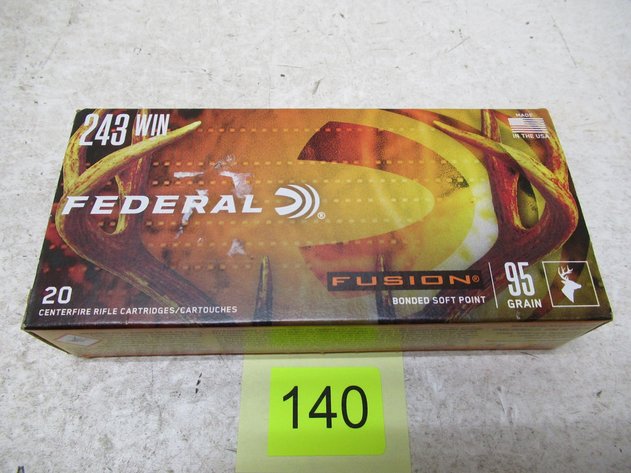 243 WIN
MADE
IN THE USA
FEDERAL ®
FUSION®
20
CENTERFIRE RIFLE CARTRIDGES/CARTOUCHES
BONDED SOFT POINT
95
GRAIN
140